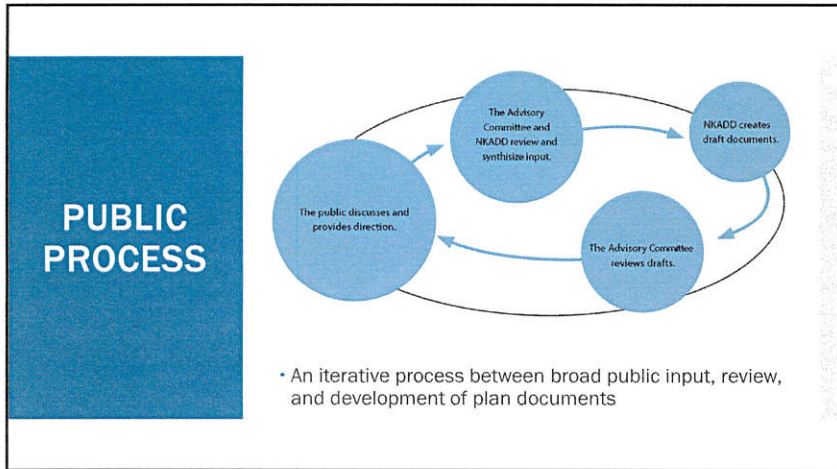 PUBLIC
PROCESS
The public discusses and
provides direction.
The Advisory
Committee and
NKADD review and
synthisize input.
NKADD creates
draft documents.
The Advisory Committee
reviews drafts.
• An iterative process between broad public input, review,
and development of plan documents